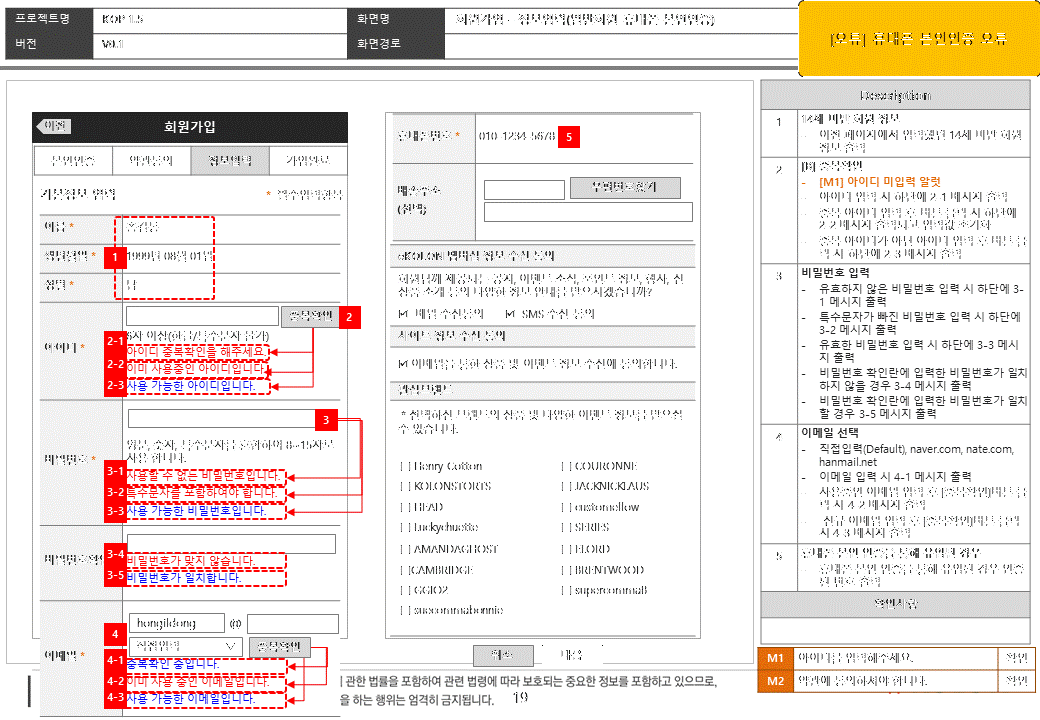 프로젝트명 KOP 1.5 화면명 회원가입 – 정보입력(일반회원 휴대폰 본인인증)
버전 V0.1 화면경로
[오류] 휴대폰 본인인증 오류
이전 회원가입
본인인증 약관동의 정보입력 가입완료
기본정보 입력 * 필수입력항목
이름 * 홍길동
생년월일 * 1 1999년 08월 01일
성별 * 남
아이디 *
중복확인 2
2-1 아이디 중복확인을 해주세요.
2-2 이미 사용중인 아이디입니다.
2-3 사용 가능한 아이디입니다.
비밀번호 *
3
영문, 숫자, 특수문자를 조합하여 8~15자로
사용 합니다.
3-1 사용할 수 없는 비밀번호입니다.
3-2 특수문자를 포함하여야 합니다.
3-3 사용 가능한 비밀번호입니다.
비밀번호확인
3-4 비밀번호가 맞지 않습니다.
3-5 비밀번호가 일치합니다.
이메일 *
hongildong @
4 직접입력 중복확인
4-1 중복확인 중입니다.
4-2 이미 사용 중인 이메일입니다.
4-3 사용 가능한 이메일입니다.
휴대폰번호 * 010-1234-5678 5
배송주소
(선택)
우편번호찾기
eKOLON 멤버십 정보 수신 동의
회원님께 제공되는 공지, 이벤트 소식, 포인트 정보, 행사, 신
상품 소개 등의 다양한 정보 안내를 받으시겠습니까?
메일 수신동의 SMS 수신 동의
사이트 정보 수신 동의
이메일을 통한 상품 및 이벤트 정보 수신에 동의합니다.
관심브랜드
* 선택하신 브랜드의 상품 및 다양한 이벤트 정보를 받으실
수 있습니다.
[ ] Henry Cotton [ ] COURONNE
[ ] KOLONSTORTS [ ] JACKNICKLAUS
[ ] HEAD [ ] customellow
[ ] Luckychuette [ ] SERIES
[ ] AMANDAGHOST [ ] ELORD
[ ] CAMBRIDGE [ ] BRENTWOOD
[ ] GGIO2 [ ] supercomma B
[ ] suecommabonnie
취소 다음
Description
1 14세 미만 회원 정보
- 이전 페이지에서 입력했던 14세 미만 회원
정보 출력
2 [B] 중복확인
- [M1] 아이디 미입력 알럿
- 아이디 입력 시 하단에 2-1 메시지 출력
- 중복 아이디 입력 후 버튼클릭 시 하단에
2-2 메시지 출력되고 입력값 초기화
- 중복 아이디가 아닌 아이디 입력 후 버튼클
릭 시 하단에 2-3 메시지 출력
3 비밀번호 입력
- 유효하지 않은 비밀번호 입력 시 하단에 3-
1 메시지 출력
- 특수문자가 빠진 비밀번호 입력 시 하단에
3-2 메시지 출력
- 유효한 비밀번호 입력 시 하단에 3-3 메시
지 출력
- 비밀번호 확인란에 입력한 비밀번호가 일치
하지 않을 경우 3-4 메시지 출력
- 비밀번호 확인란에 입력한 비밀번호가 일치
할 경우 3-5 메시지 출력
4 이메일 선택
- 직접입력(Default), naver.com, nate.com,
hanmail.net
- 이메일 입력 시 4-1 메시지 출력
- 사용중인 이메일 입력 후 [중복확인]버튼클
릭 시 4-2 메시지 출력
- 신규 이메일 입력 후 [중복확인]버튼클릭
시 4-3 메시지 출력
5 휴대폰 본인 인증을 통해 유입된 경우
- 휴대폰 본인 인증을 통해 유입된 경우 인증
된 번호 출력
확인사항
M1 아이디를 입력해주세요. 확인
M2 약관에 동의하셔야 합니다. 확인
관한 법률을 포함하여 관련 법령에 따라 보호되는 중요한 정보를 포함하고 있으므로,
을 하는 행위는 엄격히 금지됩니다. 19